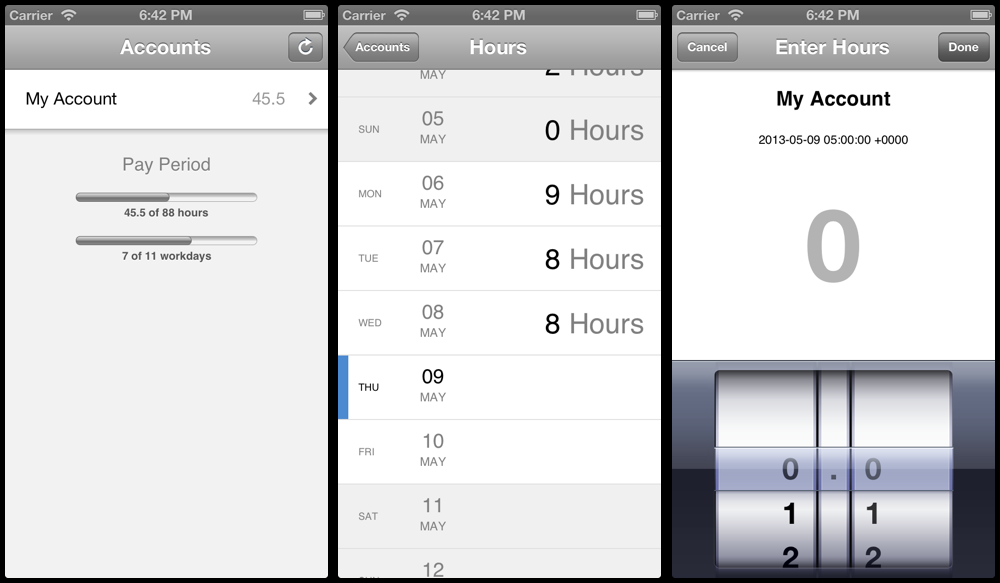 Carrier 6:42 PM
Accounts
My Account 45.5
Pay Period
45.5 of 88 hours
7 of 11 workdays
Carrier 6:42 PM
Accounts Hours
2 Hours
MAY
SUN 05 MAY 0 Hours
MON 06 MAY 9 Hours
TUE 07 MAY 8 Hours
WED 08 MAY 8 Hours
THU 09 MAY
FRI 10 MAY
SAT 11 MAY
12
Carrier 6:42 PM
Cancel Enter Hours Done
My Account
2013-05-09 05:00:00 +0000
0
0 . 0
1 1
2 2